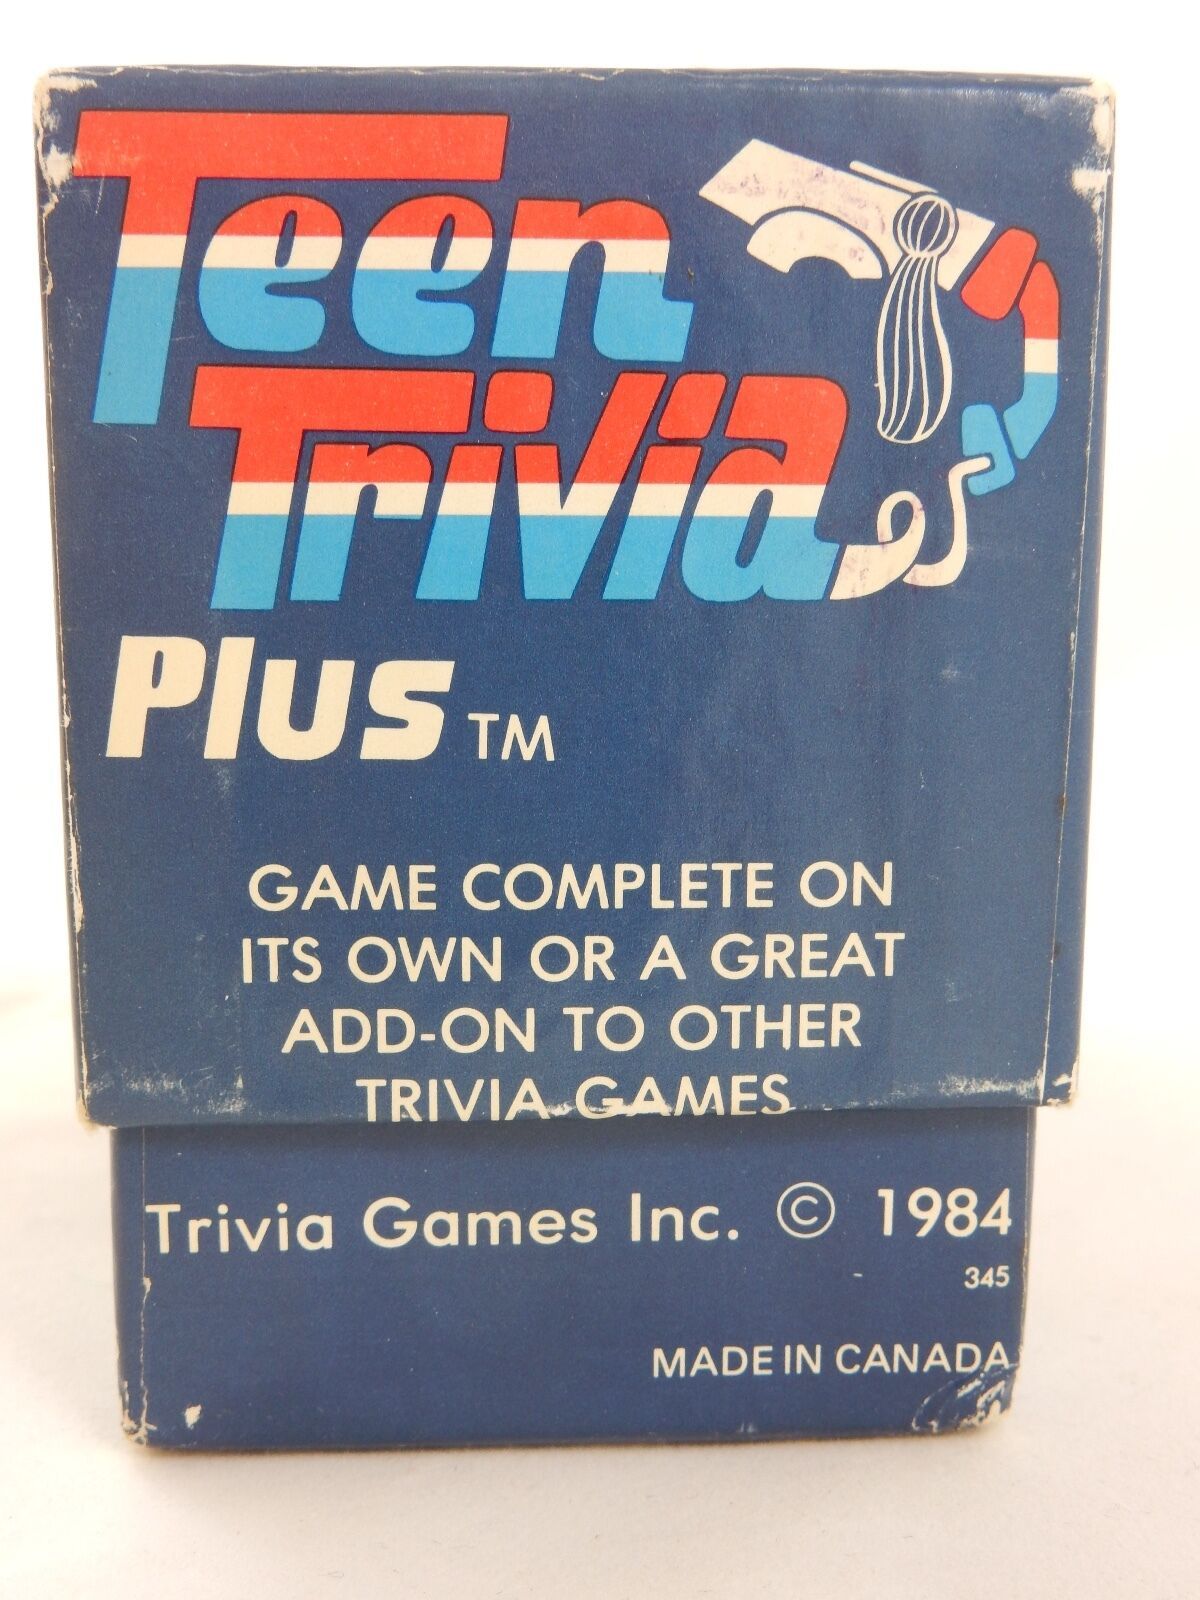 Teen
Trivia
Plus TM
GAME COMPLETE ON
ITS OWN OR A GREAT
ADD-ON TO OTHER
TRIVIA GAMES
Trivia Games Inc. © 1984
345
MADE IN CANADA